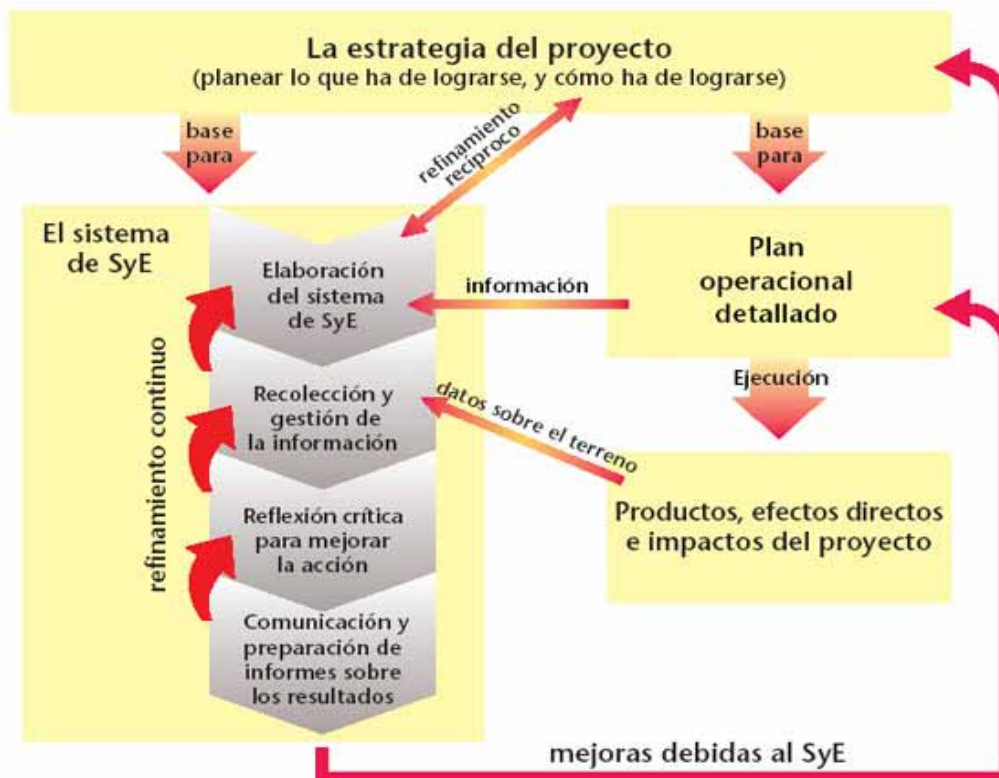 La estrategia del proyecto
(planear lo que ha de lograrse, y cómo ha de lograrse)
base
para
refinamiento
recíproco
base
para
El sistema
de SyE
Elaboración
del sistema
de SyE
información
Plan
operacional
detallado
refinamiento continuo
Recolección y
gestión de
la información
datos sobre el terreno
Ejecución
Reflexión crítica
para mejorar
la acción
Productos, efectos directos
e impactos del proyecto
Comunicación y
preparación de
informes sobre
los resultados
mejoras debidas al SyE